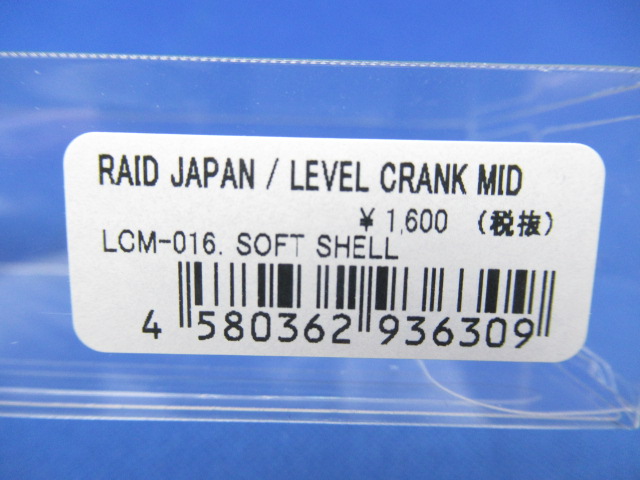 RAID JAPAN / LEVEL CRANK MID
¥1,600 (税抜)
LCM-016. SOFT SHELL
4 580362 936309